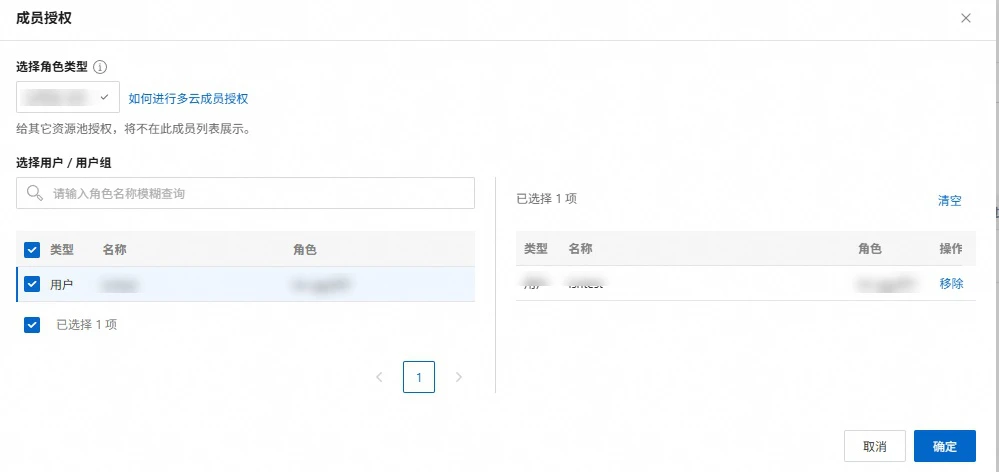 成员授权
选择角色类型
如何进行多云成员授权
给其它资源池授权，将不在此成员列表展示。
选择用户 / 用户组
请输入角色名称模糊查询
类型 名称 角色
用户
已选择 1 项
1
已选择 1 项
清空
类型 名称 角色 操作
移除
取消 确定